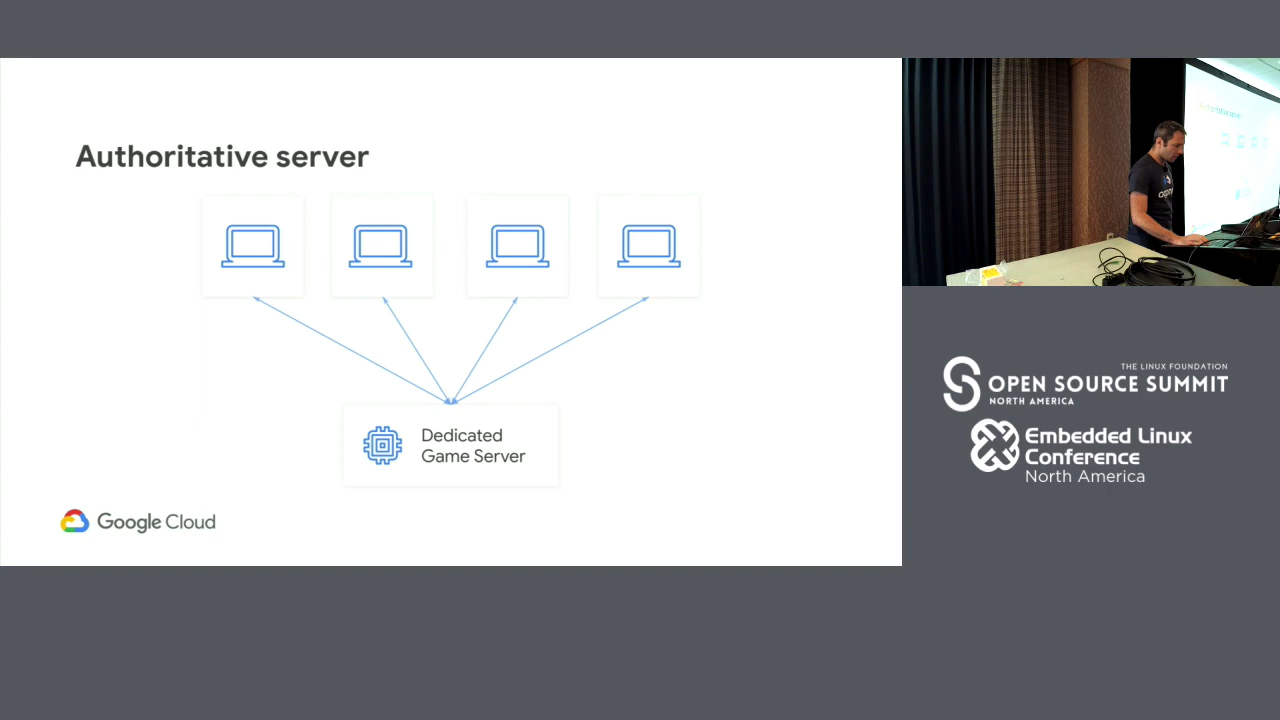 Authoritative server
Dedicated
Game Server
Google Cloud
THE LINUX FOUNDATION
OPEN SOURCE SUMMIT
NORTH AMERICA
Embedded Linux
Conference
North America